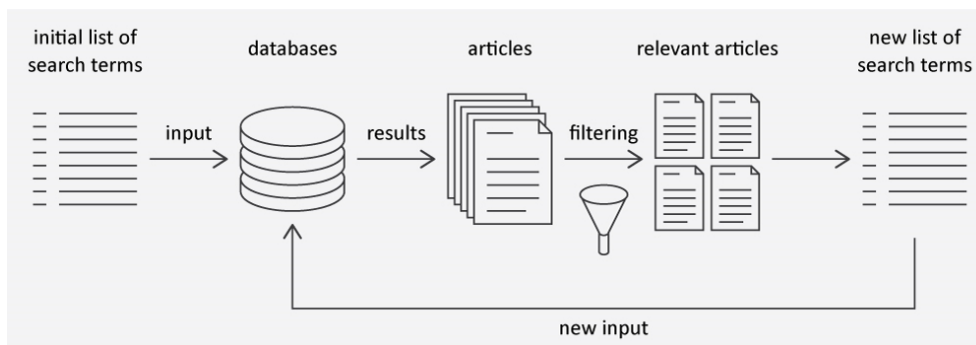 initial list of
search terms
databases
articles
relevant articles
new list of
search terms
input
results
filtering
new input